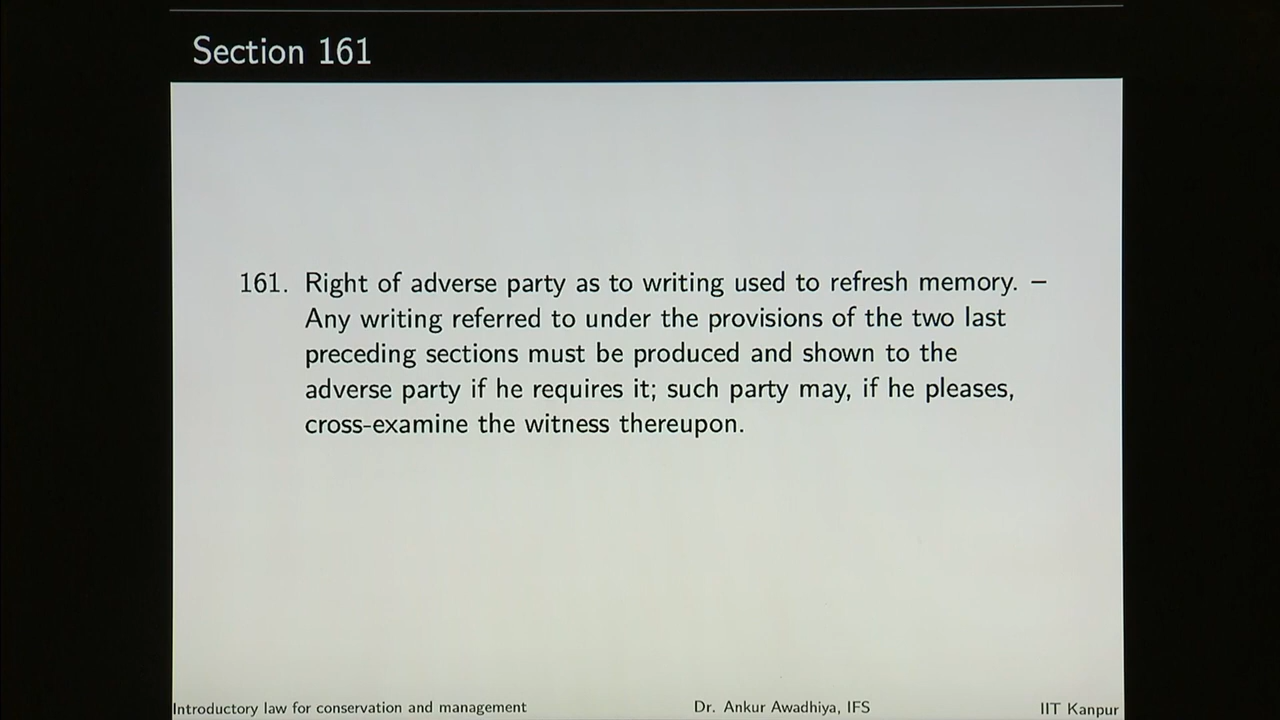 Section 161
161. Right of adverse party as to writing used to refresh memory. –
Any writing referred to under the provisions of the two last
preceding sections must be produced and shown to the
adverse party if he requires it; such party may, if he pleases,
cross-examine the witness thereupon.
Introductory law for conservation and management Dr. Ankur Awadhiya, IFS IIT Kanpur